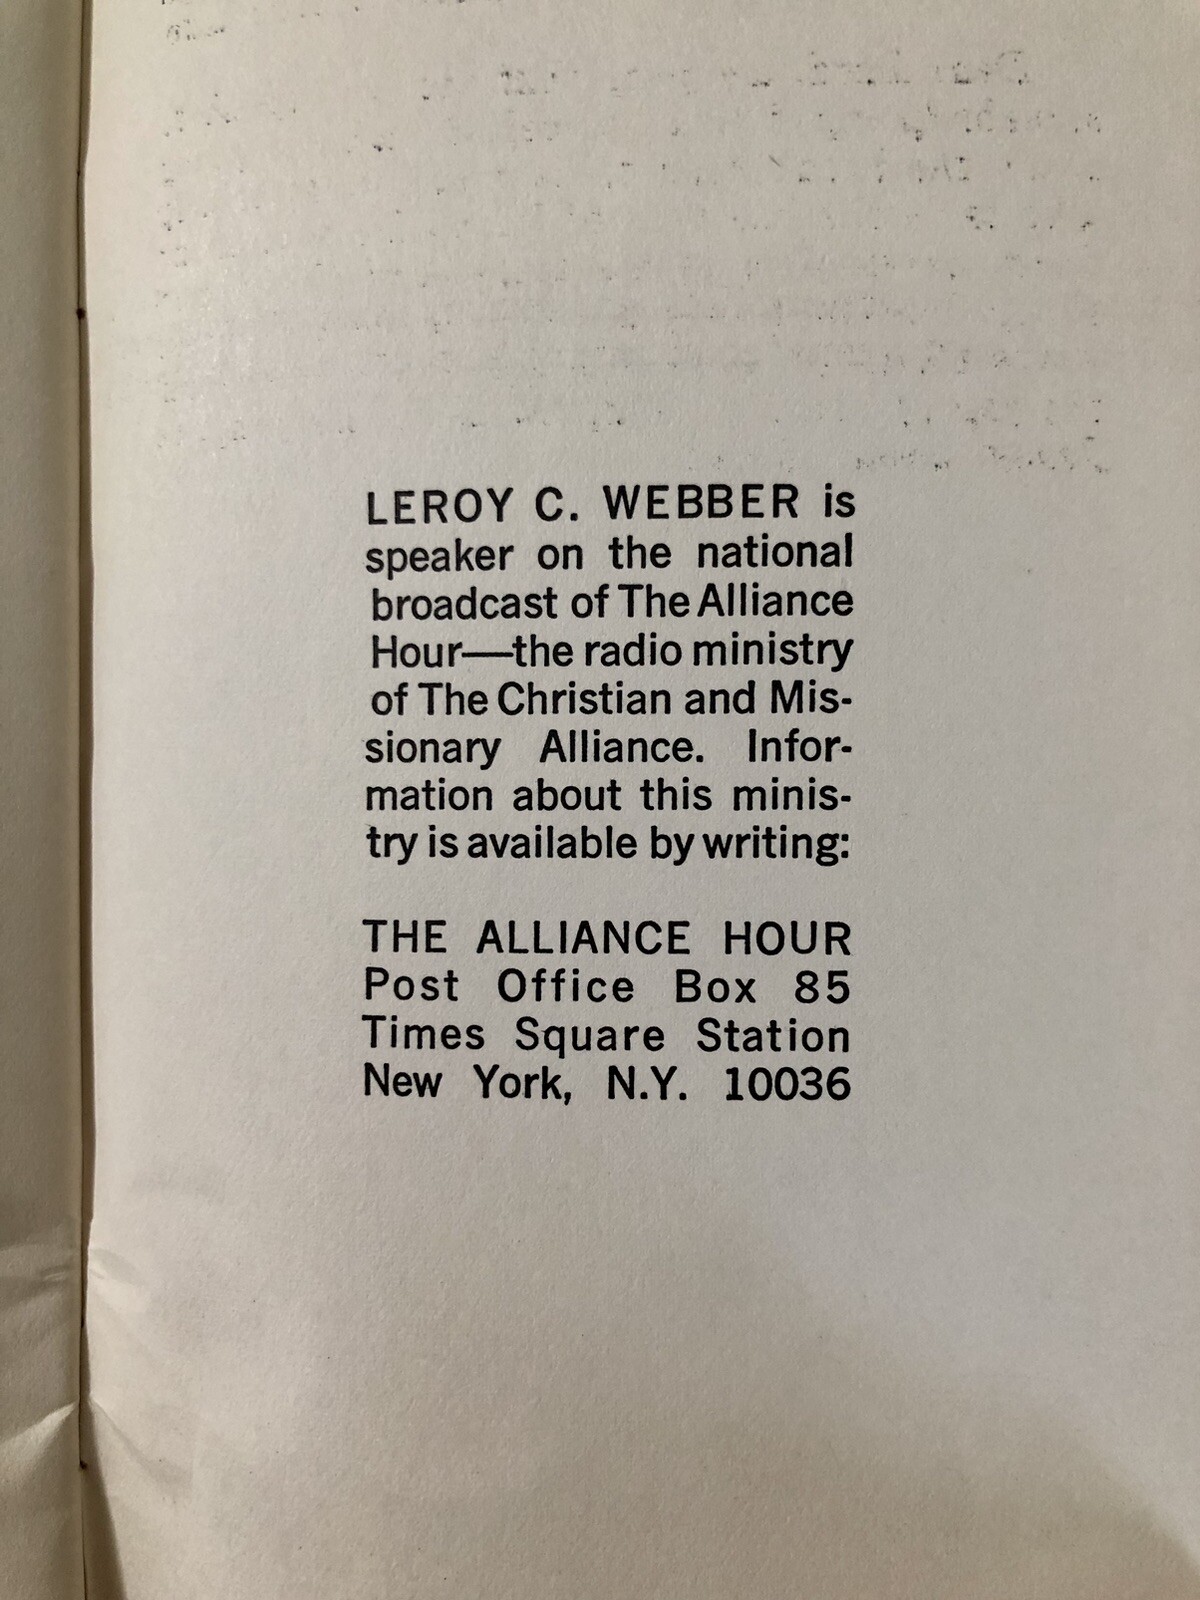 LEROY C. WEBBER is
speaker on the national
broadcast of The Alliance
Hour—the radio ministry
of The Christian and Mis-
sionary Alliance. Infor-
mation about this minis-
try is available by writing:
THE ALLIANCE HOUR
Post Office Box 85
Times Square Station
New York, N.Y. 10036